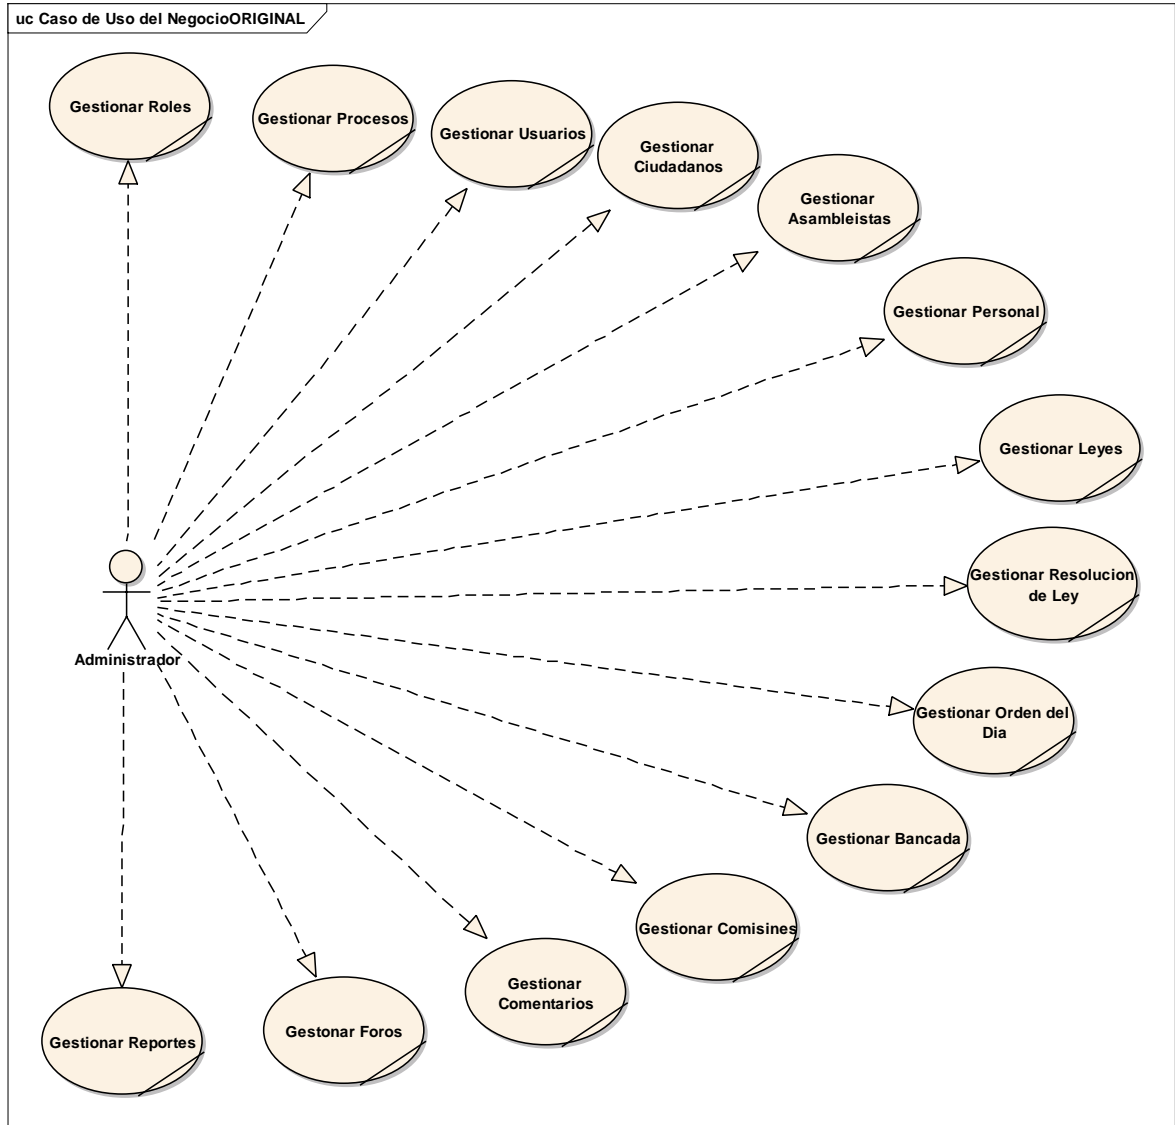 uc Caso de Uso del NegocioORIGINAL
Gestionar Roles
Gestionar Procesos
Gestionar Usuarios
Gestionar
Ciudadanos
Gestionar
Asambleistas
Gestionar Personal
Gestionar Leyes
Gestionar Resolucion
de Ley
Administrador
Gestionar Orden del
Dia
Gestionar Bancada
Gestionar Comisines
Gestionar
Comentarios
Gestonar Foros
Gestionar Reportes